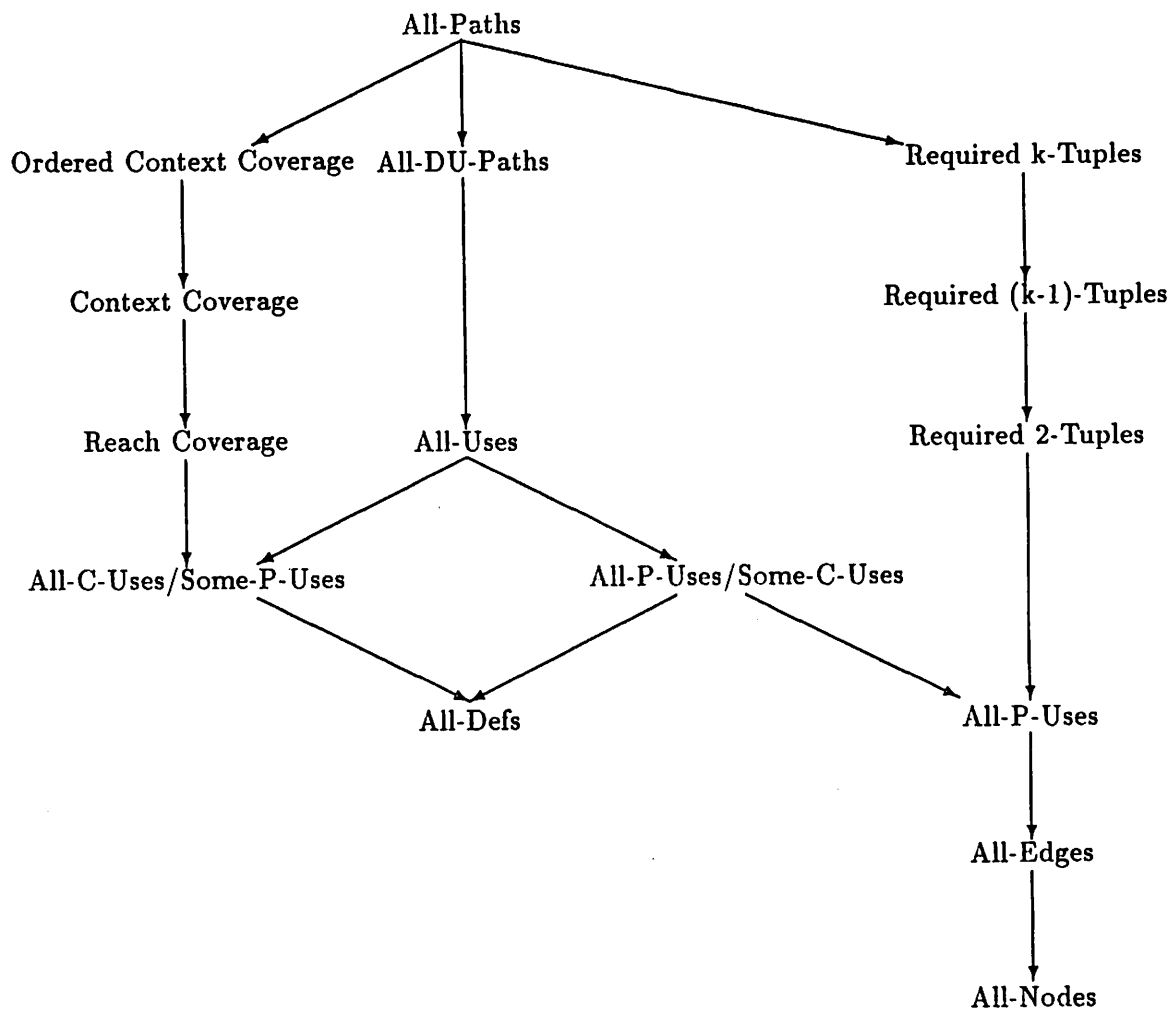 All-Paths
Ordered Context Coverage
All-DU-Paths
Required k-Tuples
Context Coverage
Required (k-1)-Tuples
Reach Coverage
All-Uses
Required 2-Tuples
All-C-Uses/Some-P-Uses
All-P-Uses/Some-C-Uses
All-Defs
All-P-Uses
All-Edges
All-Nodes